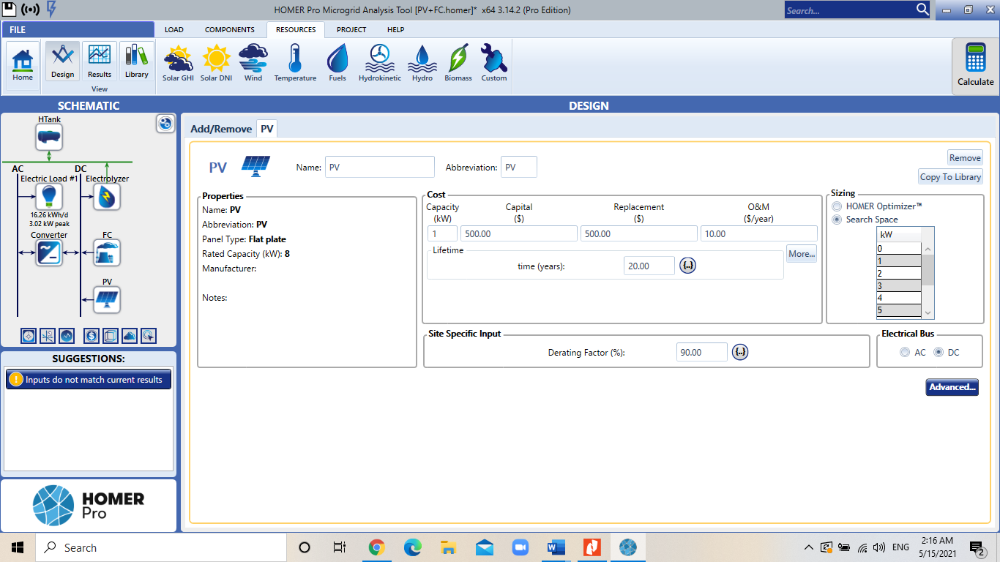 HOMER Pro Microgrid Analysis Tool [PV+FC.homer]* x64 3.14.2 (Pro Edition)
Search...
FILE
LOAD
COMPONENTS
RESOURCES
PROJECT
HELP
Home
Design
Results
Library
View
Solar GHI
Solar DNI
Wind
Temperature
Fuels
Hydrokinetic
Hydro
Biomass
Custom
Calculate
SCHEMATIC
DESIGN
HTank
AC
DC
Electric Load #1
Electrolyzer
16.26 kWh/d
3.02 kW peak
Converter
FC
PV
SUGGESTIONS:
Inputs do not match current results
HOMER
Pro
Add/Remove
PV
PV
Name:
PV
Abbreviation:
PV
Remove
Copy To Library
Properties
Name: PV
Abbreviation: PV
Panel Type: Flat plate
Rated Capacity (kW): 8
Manufacturer:
Notes:
Cost
Capacity
(kW)
Capital
($)
Replacement
($)
O&M
($/year)
1
500.00
500.00
10.00
Lifetime
time (years):
20.00
{..}
More...
Sizing
HOMER Optimizer™
Search Space
kW
0
1
2
3
4
5
Site Specific Input
Derating Factor (%):
90.00
{..}
Electrical Bus
AC
DC
Advanced...
Search
ENG
2:16 AM
5/15/2021
2